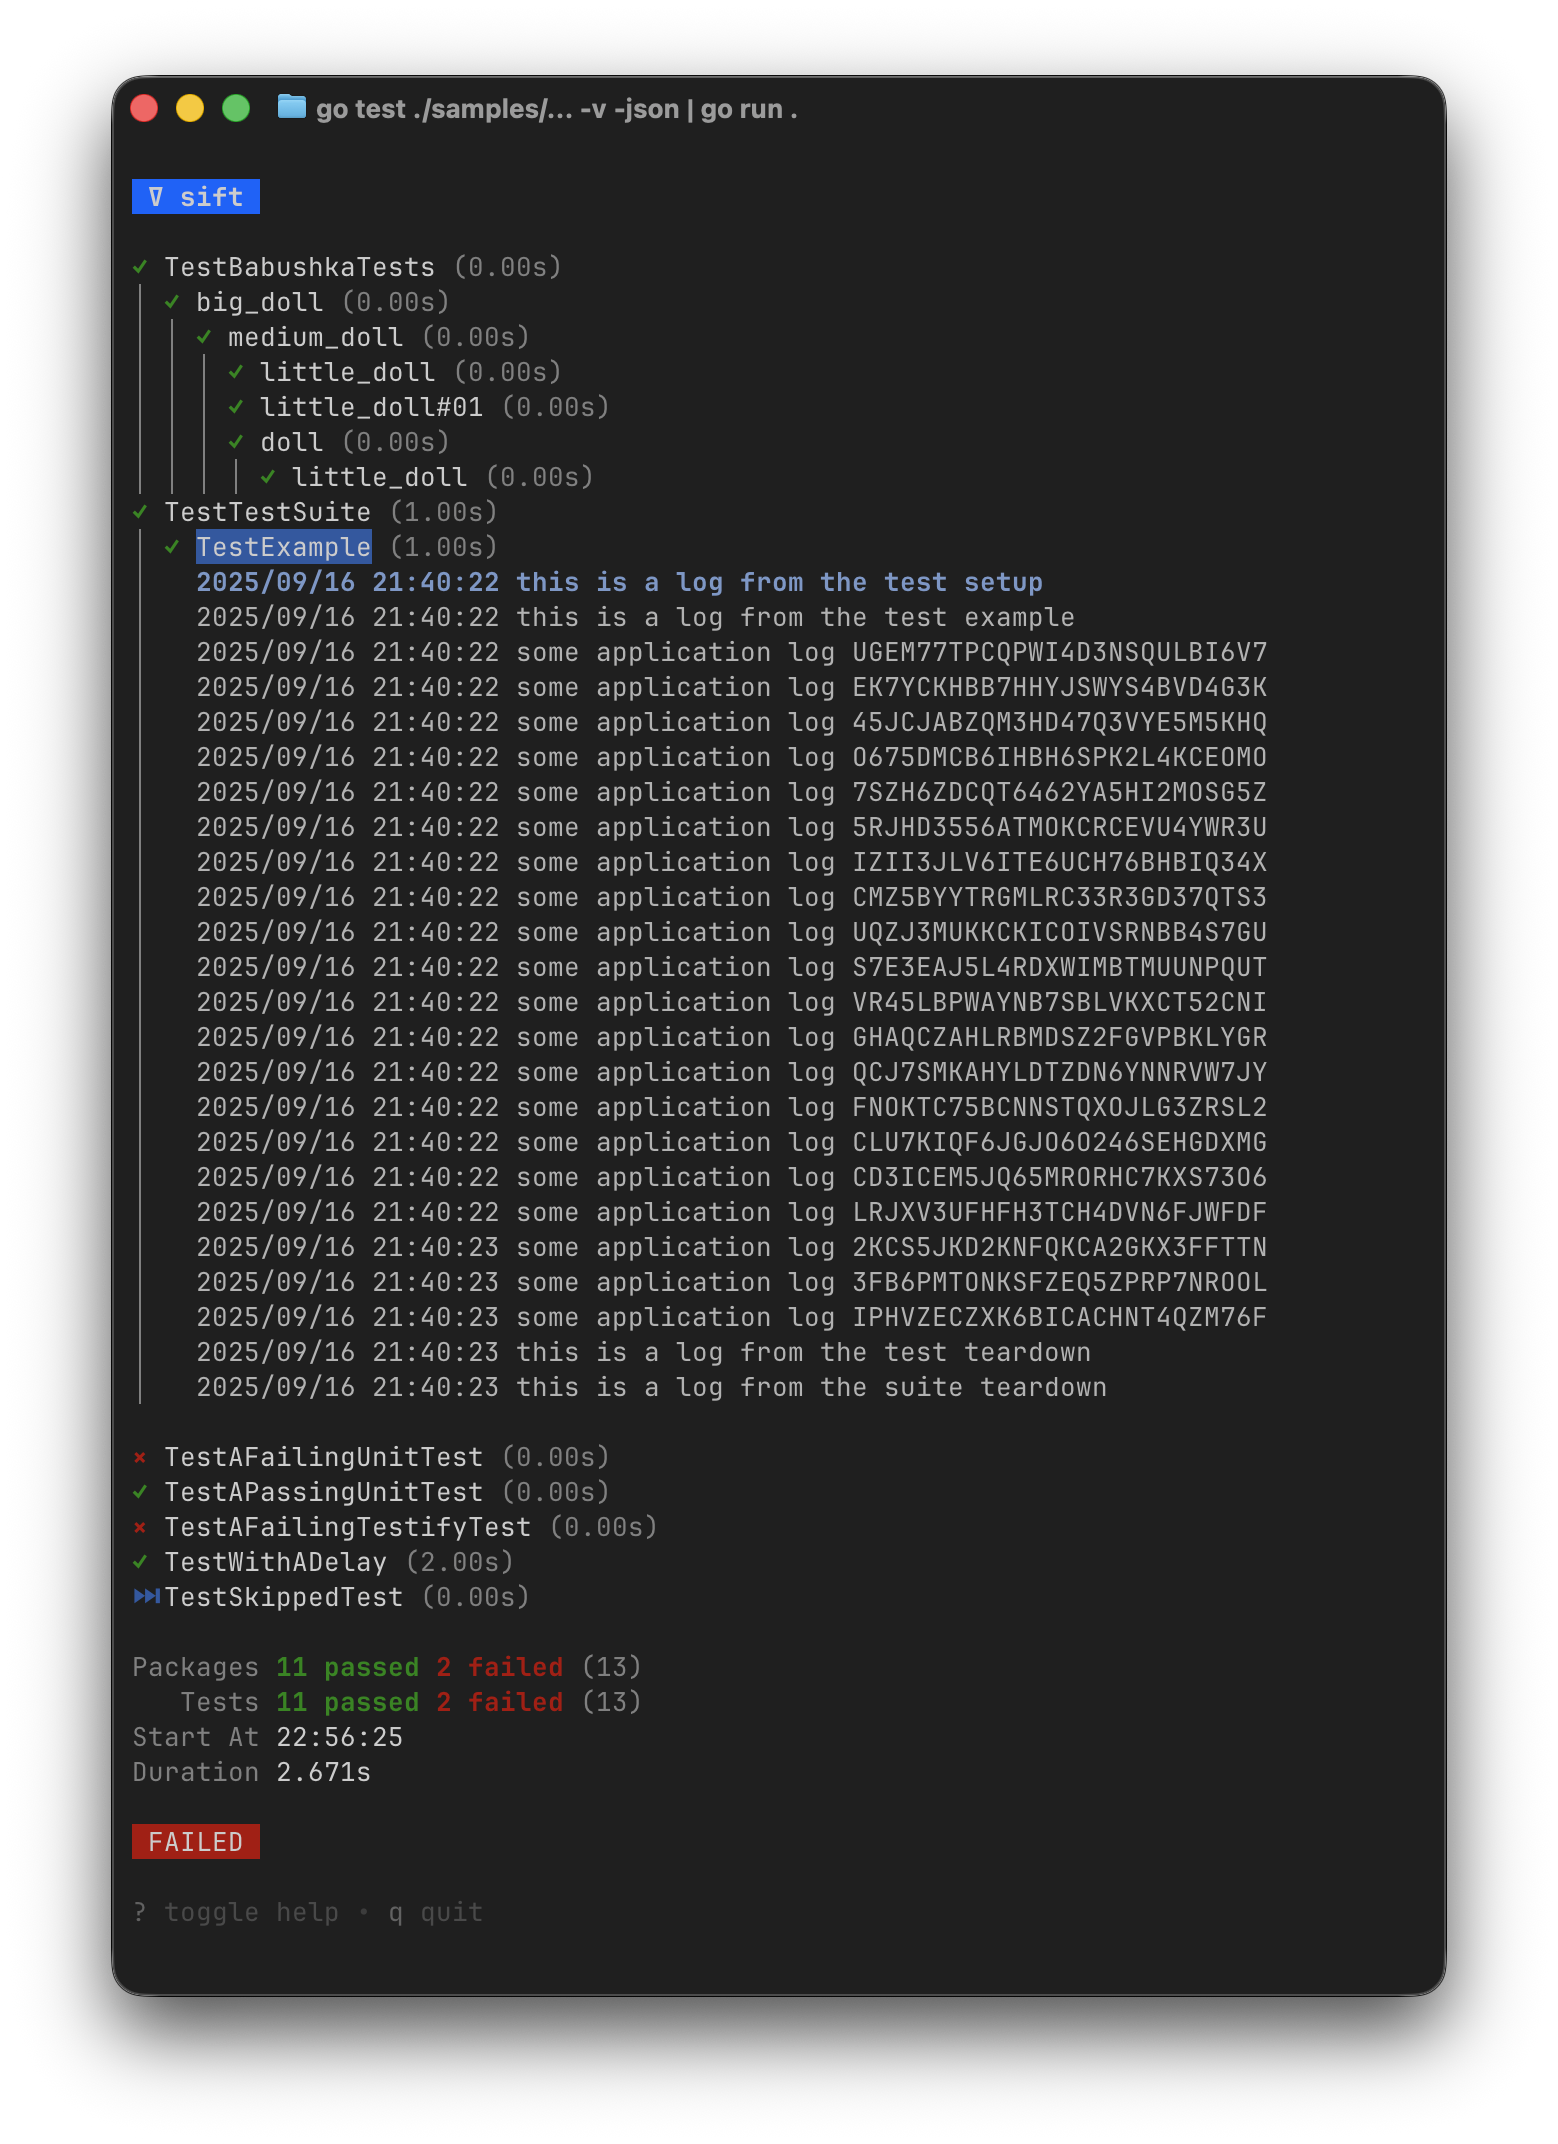 go test ./samples/... -v -json | go run .
∇ sift
✓ TestBabushkaTests (0.00s)
✓ big_doll (0.00s)
✓ medium_doll (0.00s)
✓ little_doll (0.00s)
✓ little_doll#01 (0.00s)
✓ doll (0.00s)
✓ little_doll (0.00s)
✓ TestTestSuite (1.00s)
✓ TestExample (1.00s)
2025/09/16 21:40:22 this is a log from the test setup
2025/09/16 21:40:22 this is a log from the test example
2025/09/16 21:40:22 some application log UGEM77TPCQPWI4D3NSQULBI6V7
2025/09/16 21:40:22 some application log EK7YCKHBB7HHYJSWYS4BVD4G3K
2025/09/16 21:40:22 some application log 45JCJABZQM3HD47Q3VYE5M5KHQ
2025/09/16 21:40:22 some application log O675DMCB6IHBH6SPK2L4KCEOMO
2025/09/16 21:40:22 some application log 7SZH6ZDCQT6462YA5HI2MOSG5Z
2025/09/16 21:40:22 some application log 5RJHD3556ATMOKCRCEVU4YWR3U
2025/09/16 21:40:22 some application log IZII3JLV6ITE6UCH76BHBIQ34X
2025/09/16 21:40:22 some application log CMZ5BYYTRGMLRC33R3GD37QTS3
2025/09/16 21:40:22 some application log UQZJ3MUKKCKICOIVSRNBB4S7GU
2025/09/16 21:40:22 some application log S7E3EAJ5L4RDXWIMBTMUUNPQUT
2025/09/16 21:40:22 some application log VR45LBPWAYNB7SBLVKXCT52CNI
2025/09/16 21:40:22 some application log GHAQCZAHLRBMDSZ2FGVPBKLYGR
2025/09/16 21:40:22 some application log QCJ7SMKAHYLDTZDN6YNNRVW7JY
2025/09/16 21:40:22 some application log FNOKTC75BCNNSTQXOJLG3ZRSL2
2025/09/16 21:40:22 some application log CLU7KIQF6JGJO6O246SEHGDXMG
2025/09/16 21:40:22 some application log CD3ICEM5JQ65MRORHC7KXS73O6
2025/09/16 21:40:22 some application log LRJXV3UFHFH3TCH4DVN6FJWFDF
2025/09/16 21:40:23 some application log 2KCS5JKD2KNFQKCA2GKX3FFTTN
2025/09/16 21:40:23 some application log 3FB6PMTONKSFZEQ5ZPRP7NROOL
2025/09/16 21:40:23 some application log IPHVZECZXK6BICACHNT4QZM76F
2025/09/16 21:40:23 this is a log from the test teardown
2025/09/16 21:40:23 this is a log from the suite teardown
× TestAFailingUnitTest (0.00s)
✓ TestAPassingUnitTest (0.00s)
× TestAFailingTestifyTest (0.00s)
✓ TestWithADelay (2.00s)
⏭ TestSkippedTest (0.00s)
Packages 11 passed 2 failed (13)
Tests 11 passed 2 failed (13)
Start At 22:56:25
Duration 2.671s
FAILED
? toggle help • q quit